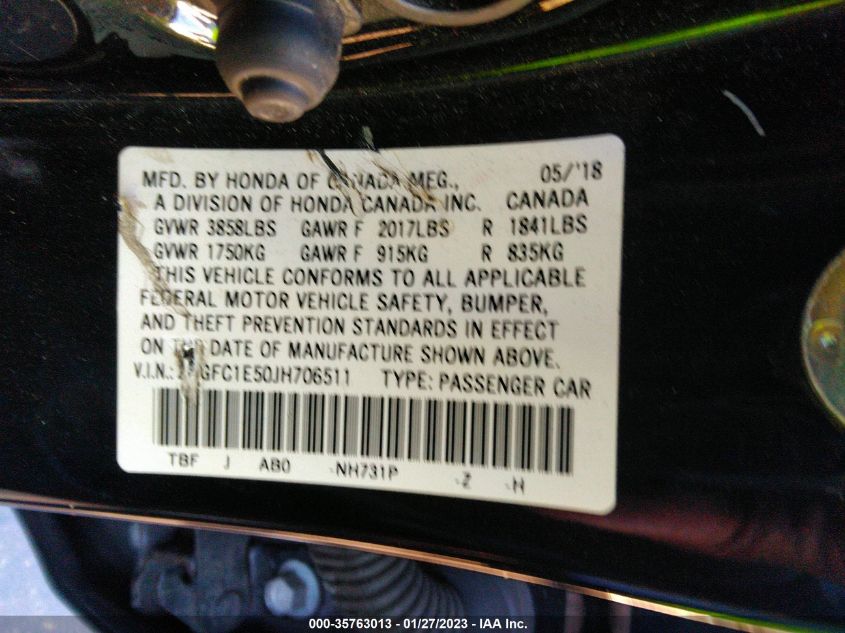 MFD. BY HONDA OF CANADA MFG., 05/'18
A DIVISION OF HONDA CANADA INC. CANADA
GVWR 3858LBS GAWR F 2017LBS R 1841LBS
GVWR 1750KG GAWR F 915KG R 835KG
THIS VEHICLE CONFORMS TO ALL APPLICABLE
FEDERAL MOTOR VEHICLE SAFETY, BUMPER,
AND THEFT PREVENTION STANDARDS IN EFFECT
ON THE DATE OF MANUFACTURE SHOWN ABOVE.
V.I.N.: TYPE: PASSENGER CAR
TBF J AB0 -NH731P -Z -H
000-35763013 - 01/27/2023 - IAA Inc.